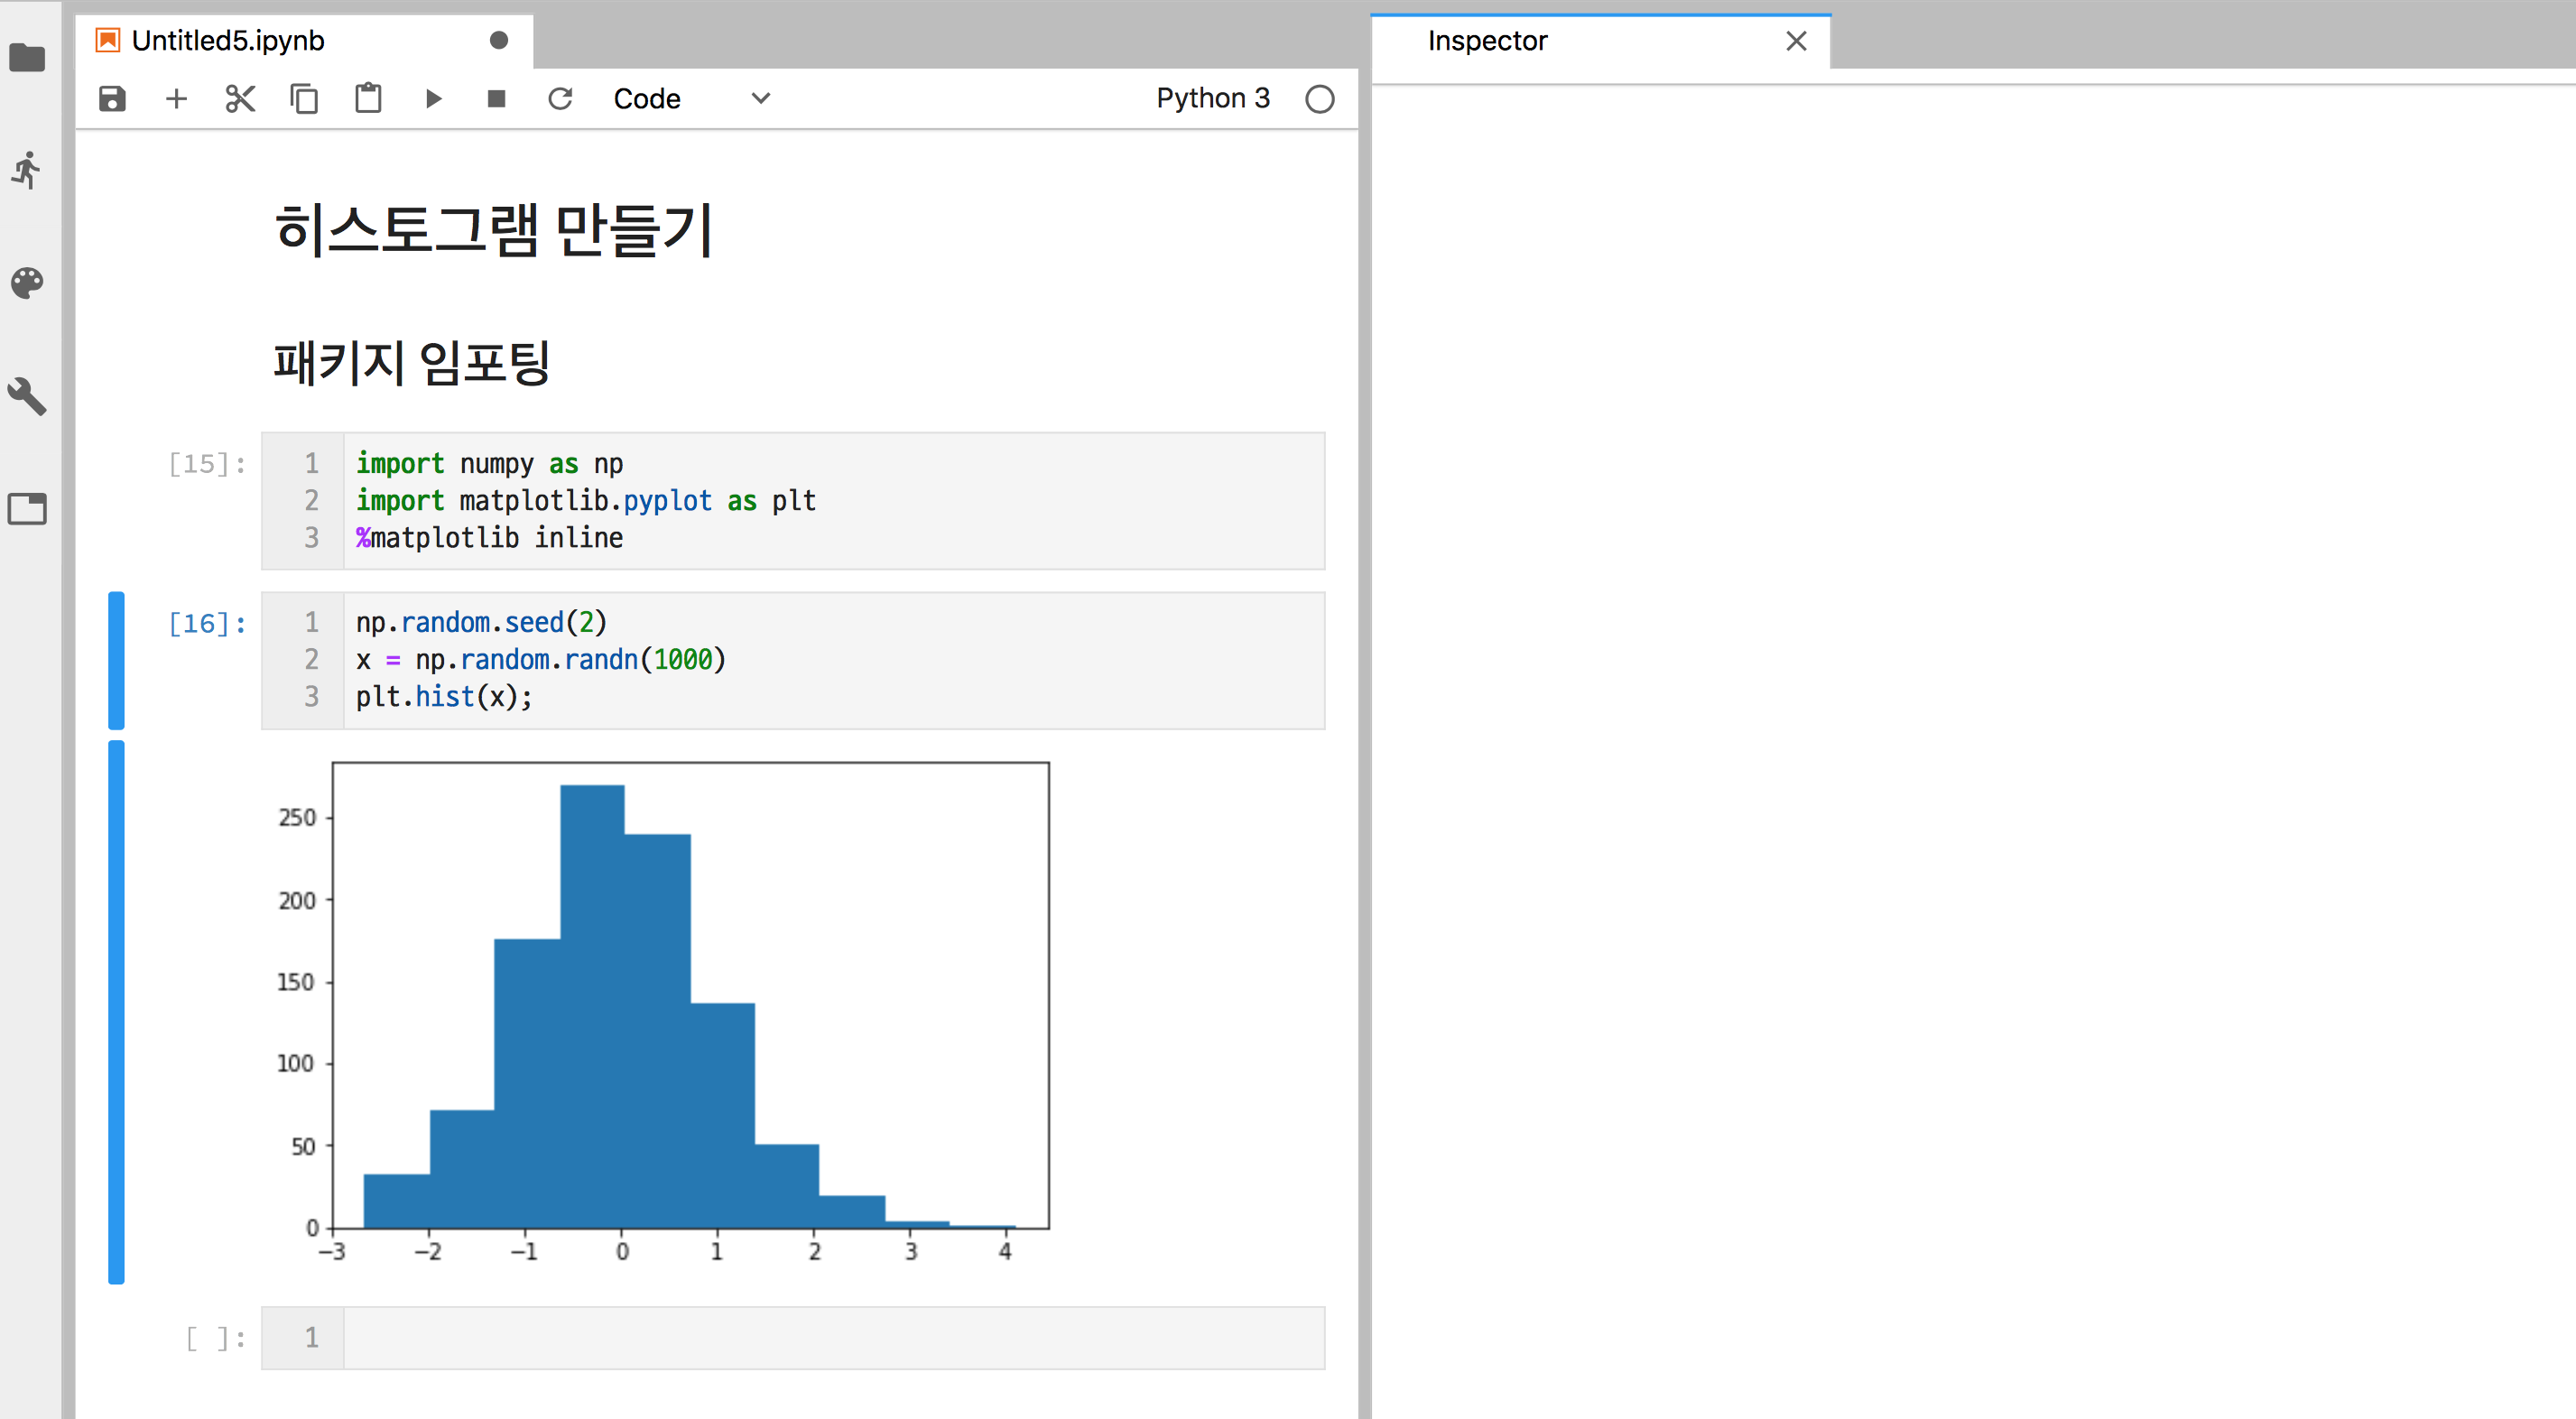 Untitled5.ipynb
Inspector
Code
Python 3
히스토그램 만들기
패키지 임포팅
[15]:
1 import numpy as np
2 import matplotlib.pyplot as plt
3 %matplotlib inline
[16]:
1 np.random.seed(2)
2 x = np.random.randn(1000)
3 plt.hist(x);
250
200
150
100
50
0
−3 −2 −1 0 1 2 3 4
[ ]:
1